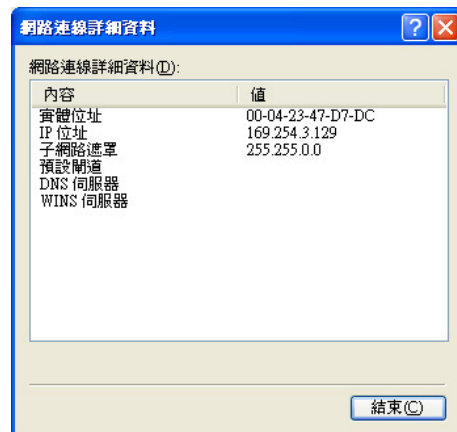 網路連線詳細資料
網路連線詳細資料(D):
內容 值
實體位址 00-04-23-47-D7-DC
IP 位址 169.254.3.129
子網路遮罩 255.255.0.0
預設閘道
DNS 伺服器
WINS 伺服器
結束(C)